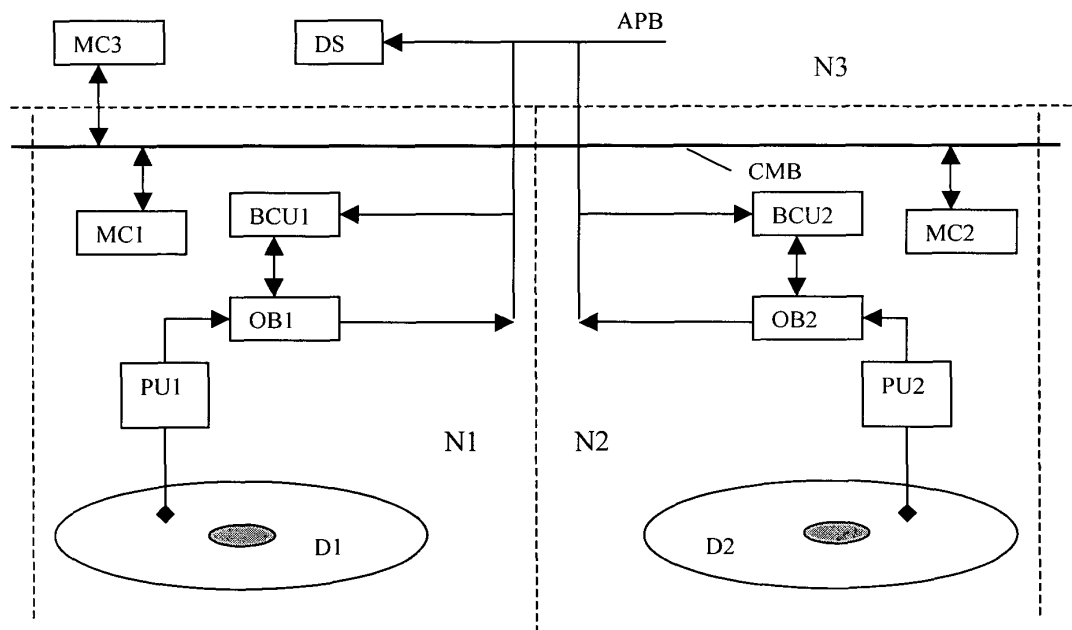 APB
MC3
DS
N3
CMB
BCU1
BCU2
MC1
MC2
OB1
OB2
PU1
PU2
N1
N2
D1
D2